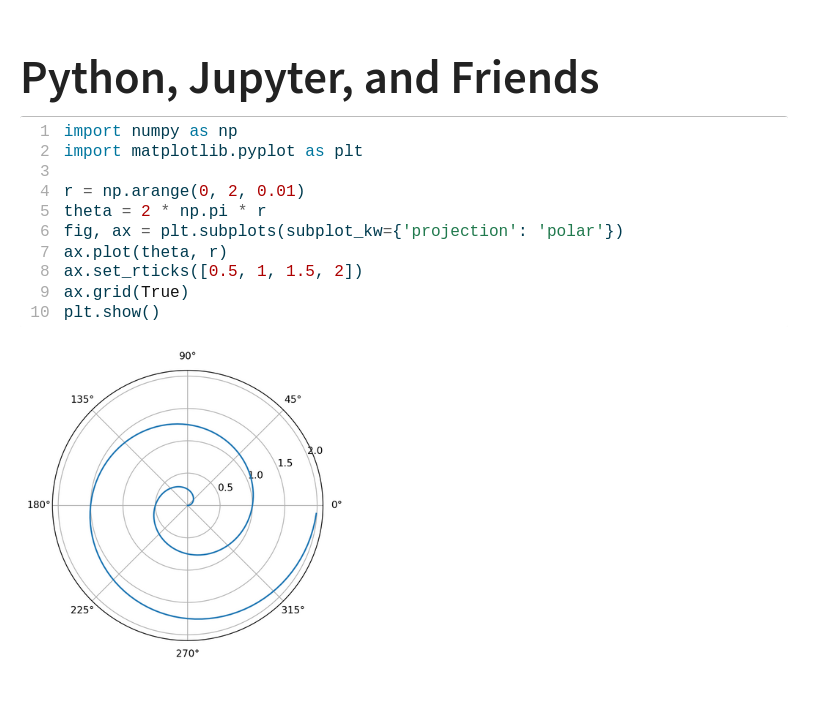 Python, Jupyter, and Friends
1 import numpy as np
2 import matplotlib.pyplot as plt
3
4 r = np.arange(0, 2, 0.01)
5 theta = 2 * np.pi * r
6 fig, ax = plt.subplots(subplot_kw={'projection': 'polar'})
7 ax.plot(theta, r)
8 ax.set_rticks([0.5, 1, 1.5, 2])
9 ax.grid(True)
10 plt.show()
90°
135° 45°
2.0
1.5
1.0
0.5
180° 0°
225° 315°
270°